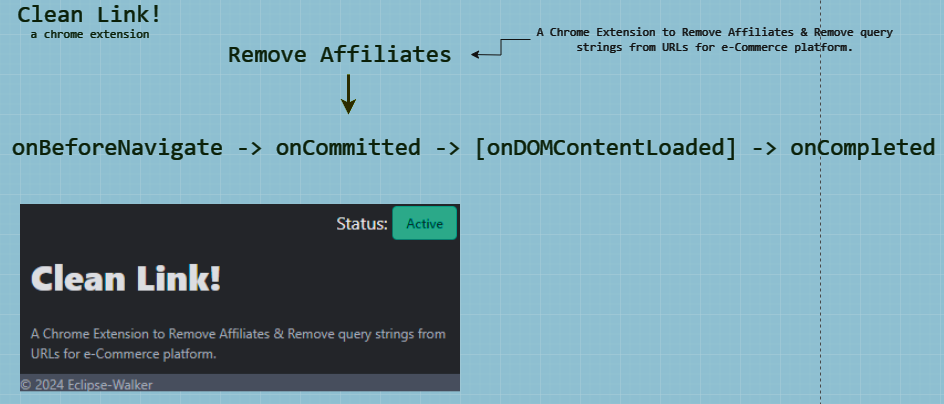 Clean Link!
a chrome extension
A Chrome Extension to Remove Affiliates & Remove query
strings from URLs for e-Commerce platform.
Remove Affiliates
onBeforeNavigate -> onCommitted -> [onDOMContentLoaded] -> onCompleted
Status: Active
Clean Link!
A Chrome Extension to Remove Affiliates & Remove query strings from
URLs for e-Commerce platform.
© 2024 Eclipse-Walker